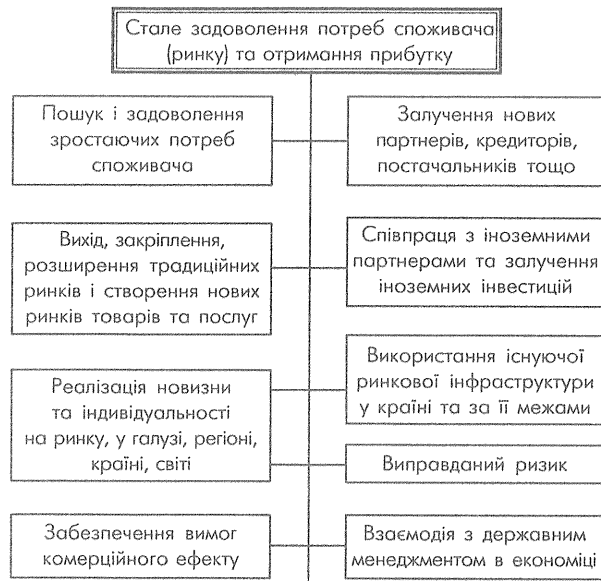 Стале задоволення потреб споживача
(ринку) та отримання прибутку
Пошук і задоволення
зростаючих потреб
споживача
Залучення нових
партнерів, кредиторів,
постачальників тощо
Вихід, закріплення,
розширення традиційних
ринків і створення нових
ринків товарів та послуг
Співпраця з іноземними
партнерами та залучення
іноземних інвестицій
Реалізація новизни
та індивідуальності
на ринку, у галузі, регіоні,
країні, світі
Використання існуючої
ринкової інфраструктури
у країні та за її межами
Виправданий ризик
Забезпечення вимог
комерційного ефекту
Взаємодія з державним
менеджментом в економіці